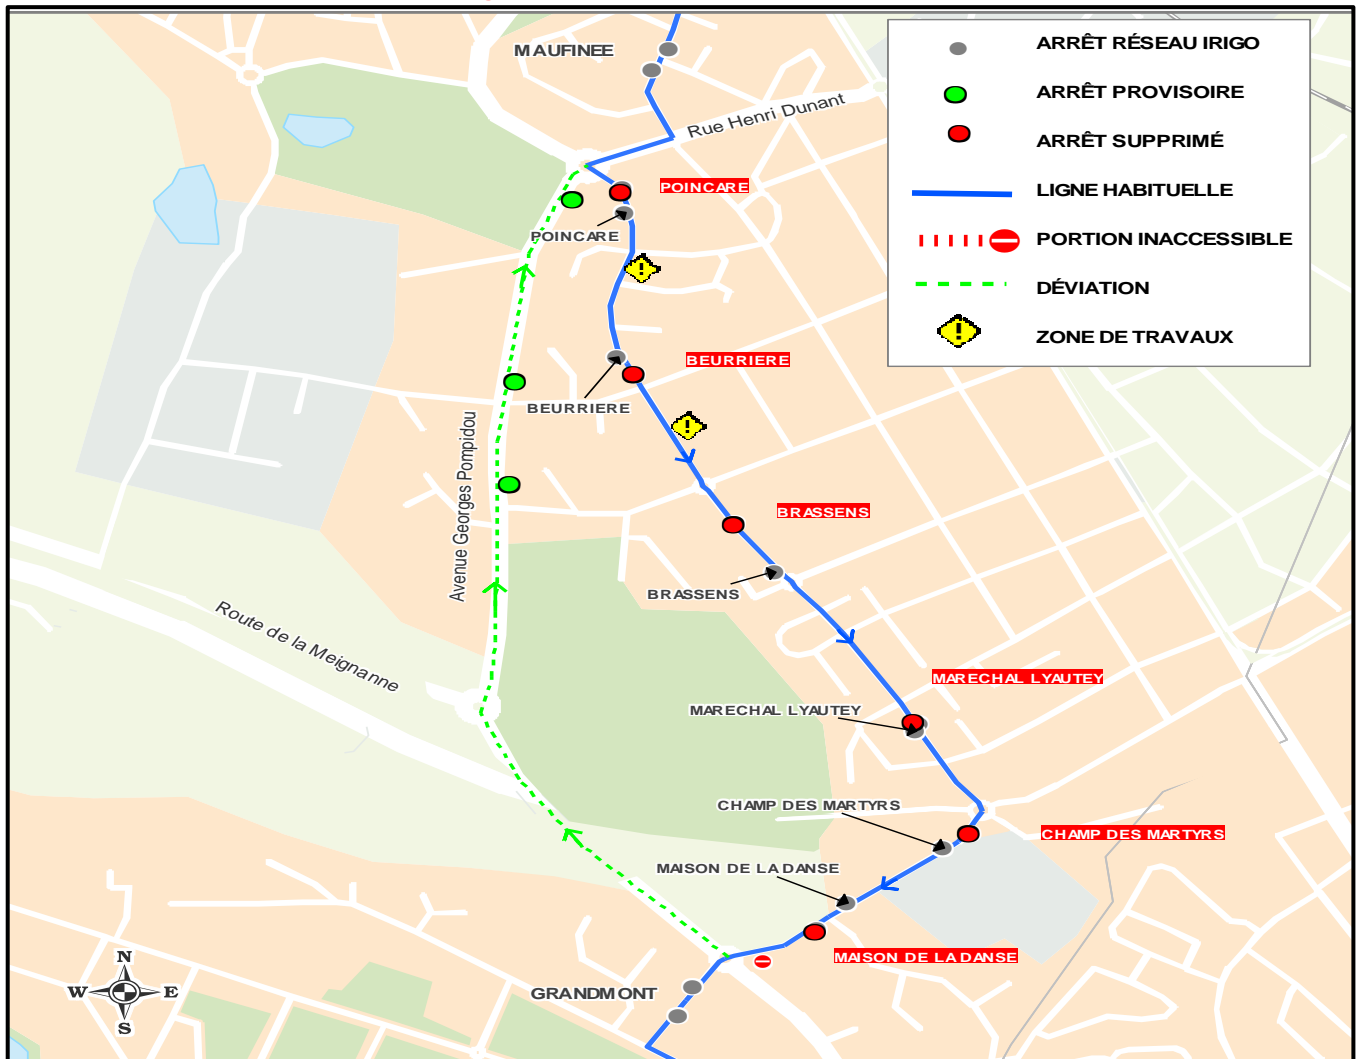 MAUFINEE
ARRÊT RÉSEAU IRIGO
ARRÊT PROVISOIRE
ARRÊT SUPPRIMÉ
LIGNE HABITUELLE
PORTION INACCESSIBLE
DÉVIATION
ZONE DE TRAVAUX
Rue Henri Dunant
POINCARE
POINCARE
BEURRIERE
BEURRIERE
Avenue Georges Pompidou
BRASSENS
BRASSENS
Route de la Meignanne
MARECHAL LYAUTEY
MARECHAL LYAUTEY
CHAMP DES MARTYRS
CHAMP DES MARTYRS
MAISON DE LA DANSE
MAISON DE LA DANSE
GRANDMONT
N
W E
S